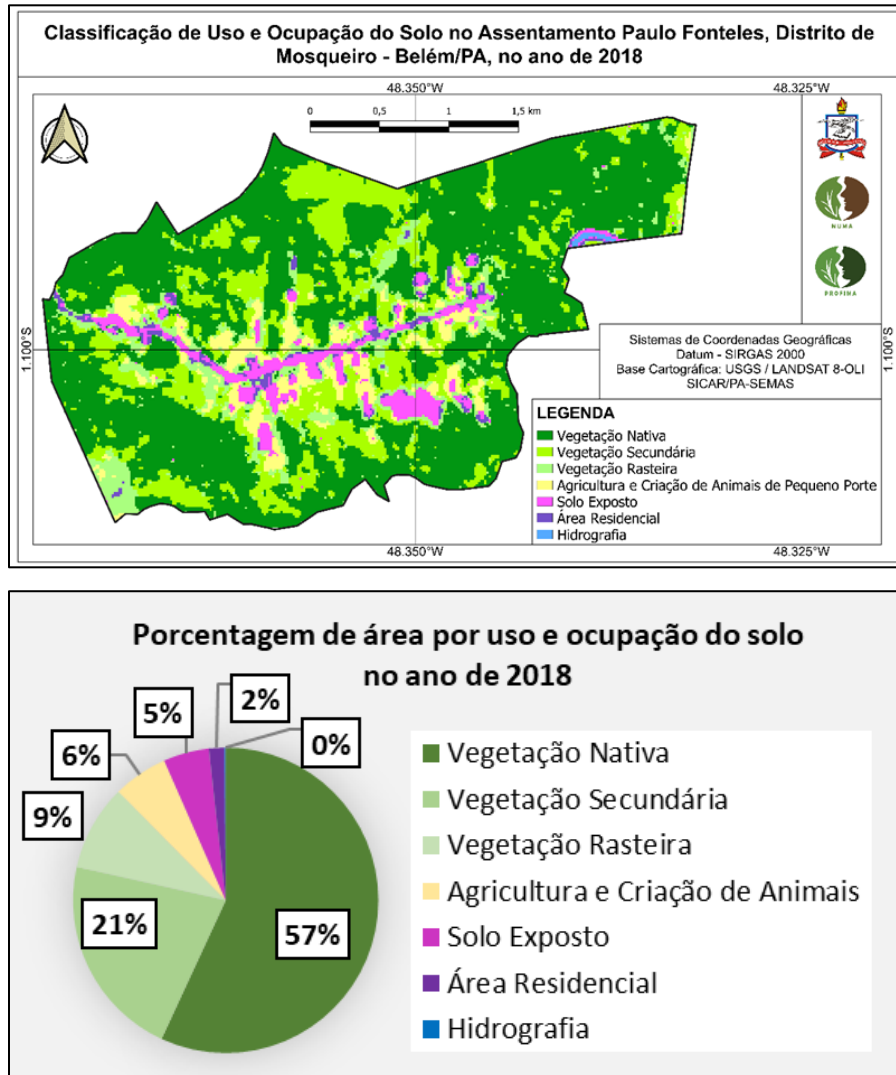 Classificação de Uso e Ocupação do Solo no Assentamento Paulo Fonteles, Distrito de
Mosqueiro - Belém/PA, no ano de 2018
48.350°W
48.325°W
0 0,5 1 1,5 km
NUMA
PROFIMA
1.100°S
1.100°S
Sistemas de Coordenadas Geográficas
Datum - SIRGAS 2000
Base Cartográfica: USGS / LANDSAT 8-OLI
SICAR/PA-SEMAS
LEGENDA
Vegetação Nativa
Vegetação Secundária
Vegetação Rasteira
Agricultura e Criação de Animais de Pequeno Porte
Solo Exposto
Área Residencial
Hidrografia
48.350°W
48.325°W
Porcentagem de área por uso e ocupação do solo
no ano de 2018
2%
5%
0%
6%
9%
21%
57%
Vegetação Nativa
Vegetação Secundária
Vegetação Rasteira
Agricultura e Criação de Animais
Solo Exposto
Área Residencial
Hidrografia